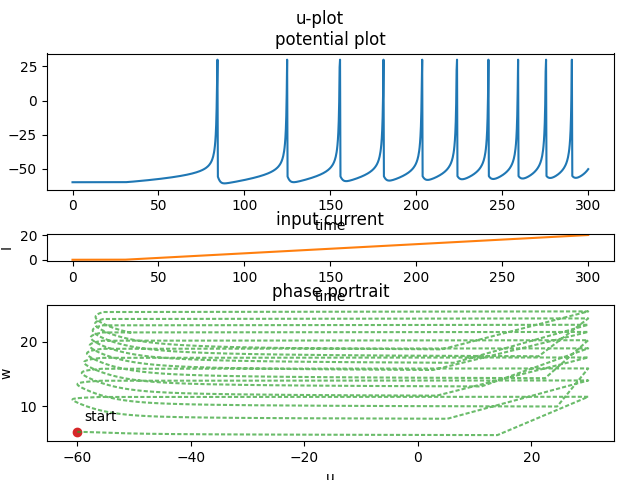 u-plot
potential plot
25
0
−25
−50
0 50 100 150 200 250 300
time
input current
20
0
I
0 50 100 150 200 250 300
time
phase portrait
20
10
w
start
−60 −40 −20 0 20
u